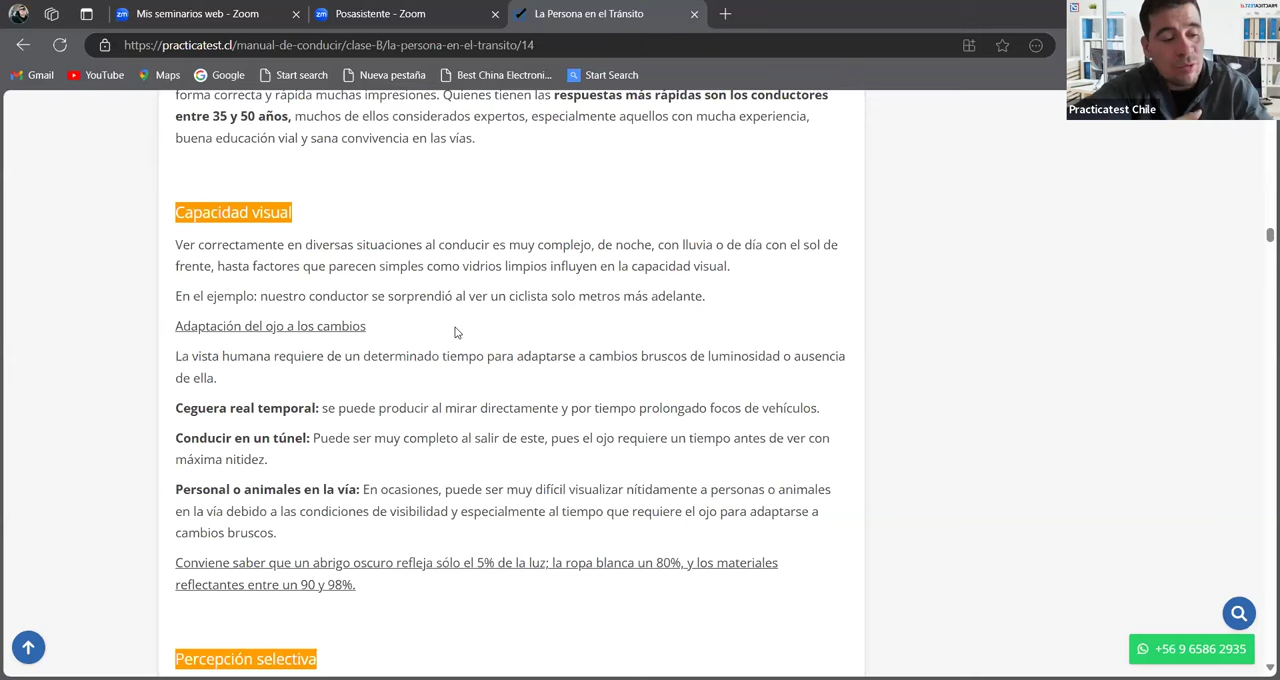 Mis seminarios web - Zoom
Posasistente - Zoom
La Persona en el Tránsito
https://practicatest.cl/manual-de-conducir/clase-B/la-persona-en-el-transito/14
Gmail
YouTube
Maps
Google
Start search
Nueva pestaña
Best China Electroni...
Start Search
Practicatest Chile
forma correcta y rápida muchas impresiones. Quienes tienen las respuestas más rápidas son los conductores
entre 35 y 50 años, muchos de ellos considerados expertos, especialmente aquellos con mucha experiencia,
buena educación vial y sana convivencia en las vías.
Capacidad visual
Ver correctamente en diversas situaciones al conducir es muy complejo, de noche, con lluvia o de día con el sol de
frente, hasta factores que parecen simples como vidrios limpios influyen en la capacidad visual.
En el ejemplo: nuestro conductor se sorprendió al ver un ciclista solo metros más adelante.
Adaptación del ojo a los cambios
La vista humana requiere de un determinado tiempo para adaptarse a cambios bruscos de luminosidad o ausencia
de ella.
Ceguera real temporal: se puede producir al mirar directamente y por tiempo prolongado focos de vehículos.
Conducir en un túnel: Puede ser muy completo al salir de este, pues el ojo requiere un tiempo antes de ver con
máxima nitidez.
Personal o animales en la vía: En ocasiones, puede ser muy difícil visualizar nítidamente a personas o animales
en la vía debido a las condiciones de visibilidad y especialmente al tiempo que requiere el ojo para adaptarse a
cambios bruscos.
Conviene saber que un abrigo oscuro refleja sólo el 5% de la luz; la ropa blanca un 80%, y los materiales
reflectantes entre un 90 y 98%.
Percepción selectiva
+56 9 6586 2935